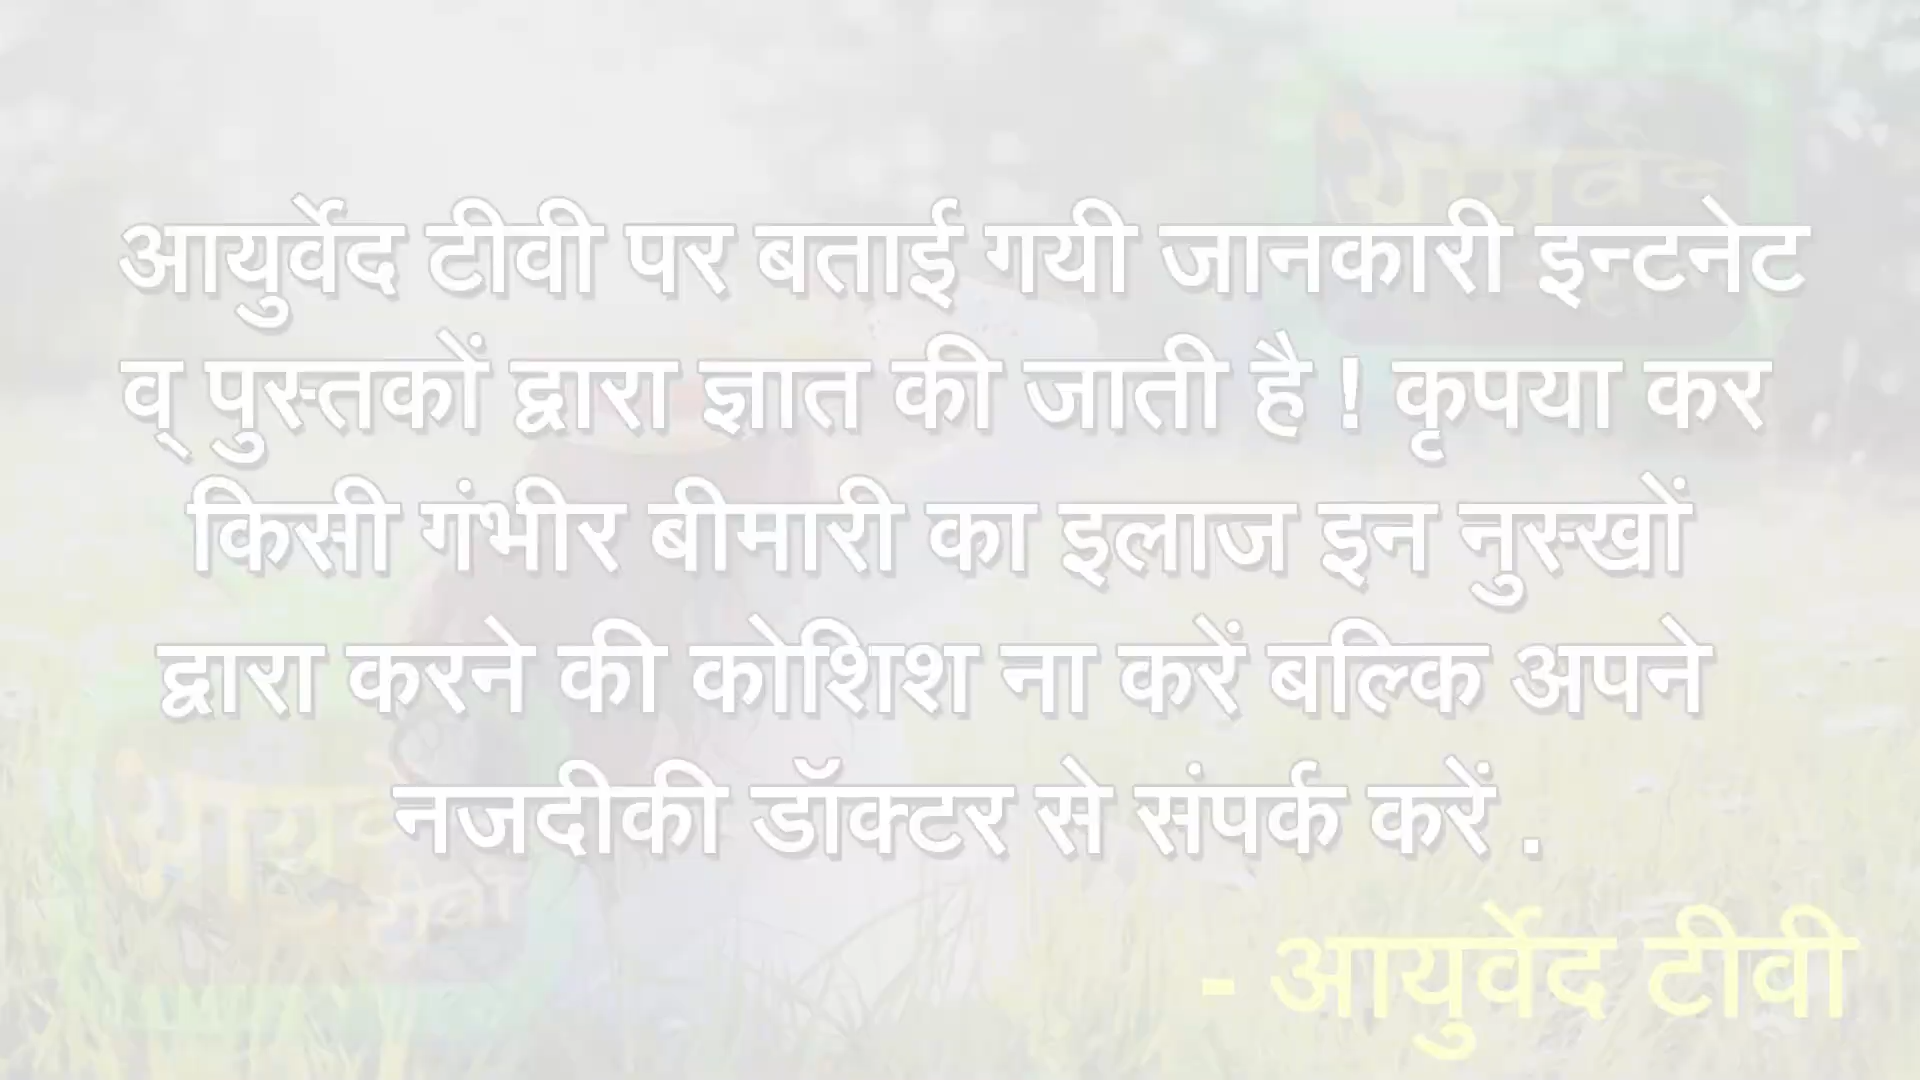 आयुर्वेद टीवी पर बताई गयी जानकारी इन्टनेट
व् पुस्तकों द्वारा ज्ञात की जाती है ! कृपया कर
किसी गंभीर बीमारी का इलाज इन नुस्खों
द्वारा करने की कोशिश ना करें बल्कि अपने
नजदीकी डॉक्टर से संपर्क करें .
- आयुर्वेद टीवी